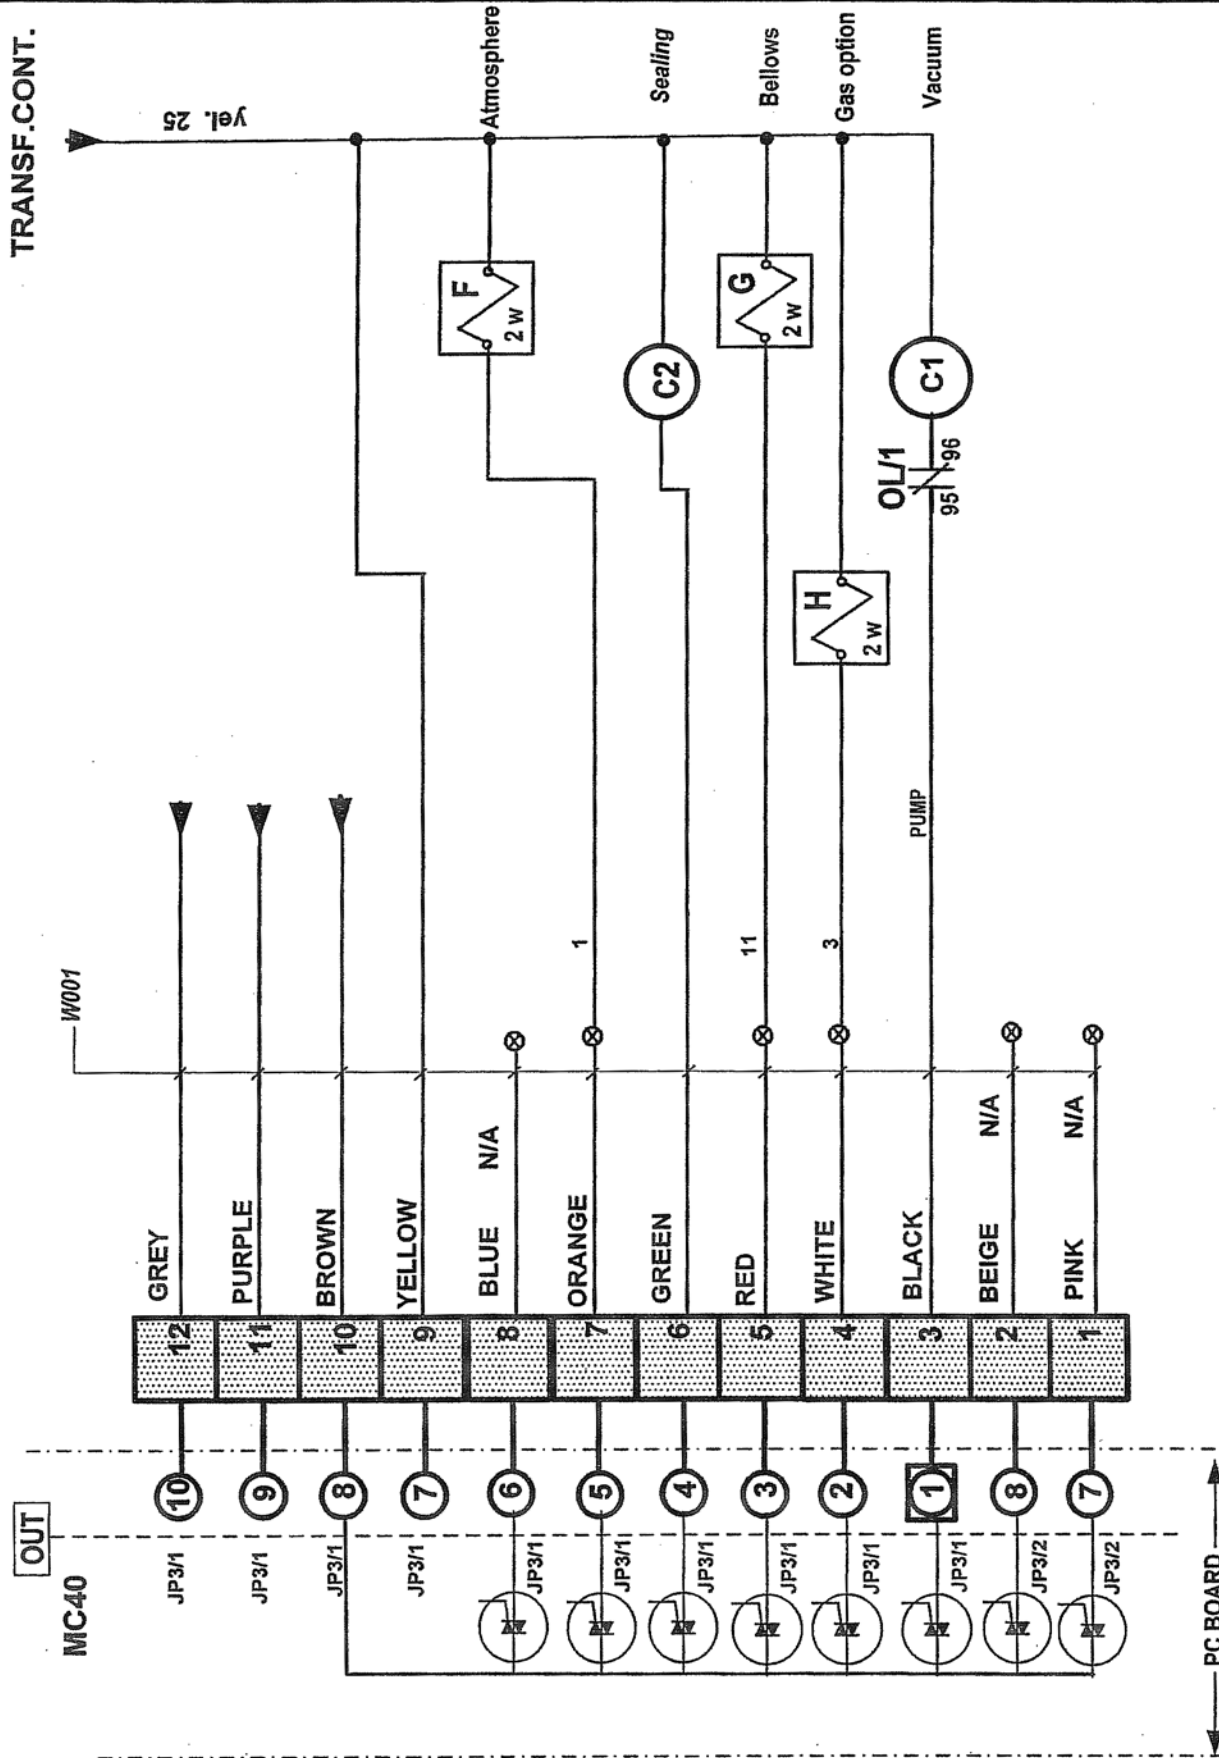 TRANSF.CONT.
yel. 25
Atmosphere
Sealing
Bellows
Gas option
Vacuum
F
2 w
C2
G
2 w
C1
OL/1
95
96
H
2 w
PUMP
W001
1
11
3
GREY
PURPLE
BROWN
YELLOW
BLUE N/A
ORANGE
GREEN
RED
WHITE
BLACK
BEIGE N/A
PINK N/A
12
11
10
9
8
7
6
5
4
3
2
1
10
9
8
7
6
5
4
3
2
1
8
7
OUT
MC40
JP3/1
JP3/1
JP3/1
JP3/1
JP3/1
JP3/1
JP3/1
JP3/1
JP3/1
JP3/1
JP3/2
JP3/2
PC BOARD